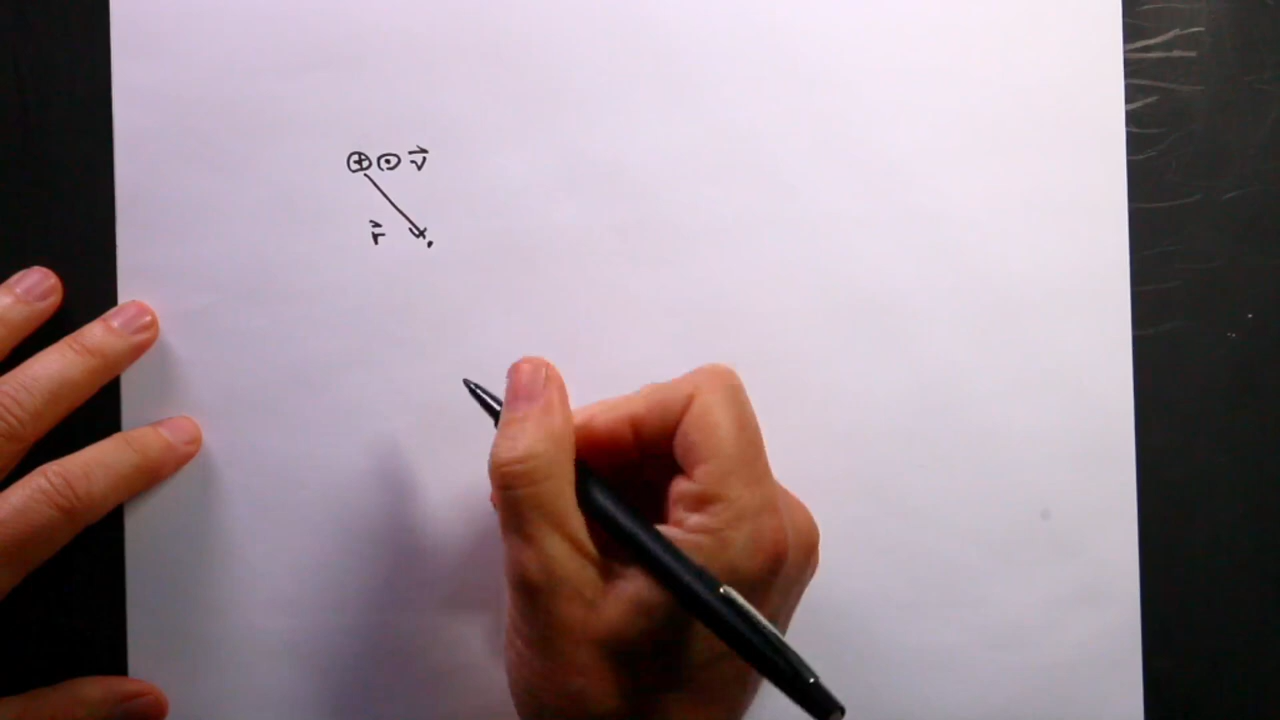 ⊕ ⊙ v⃗
r⃗